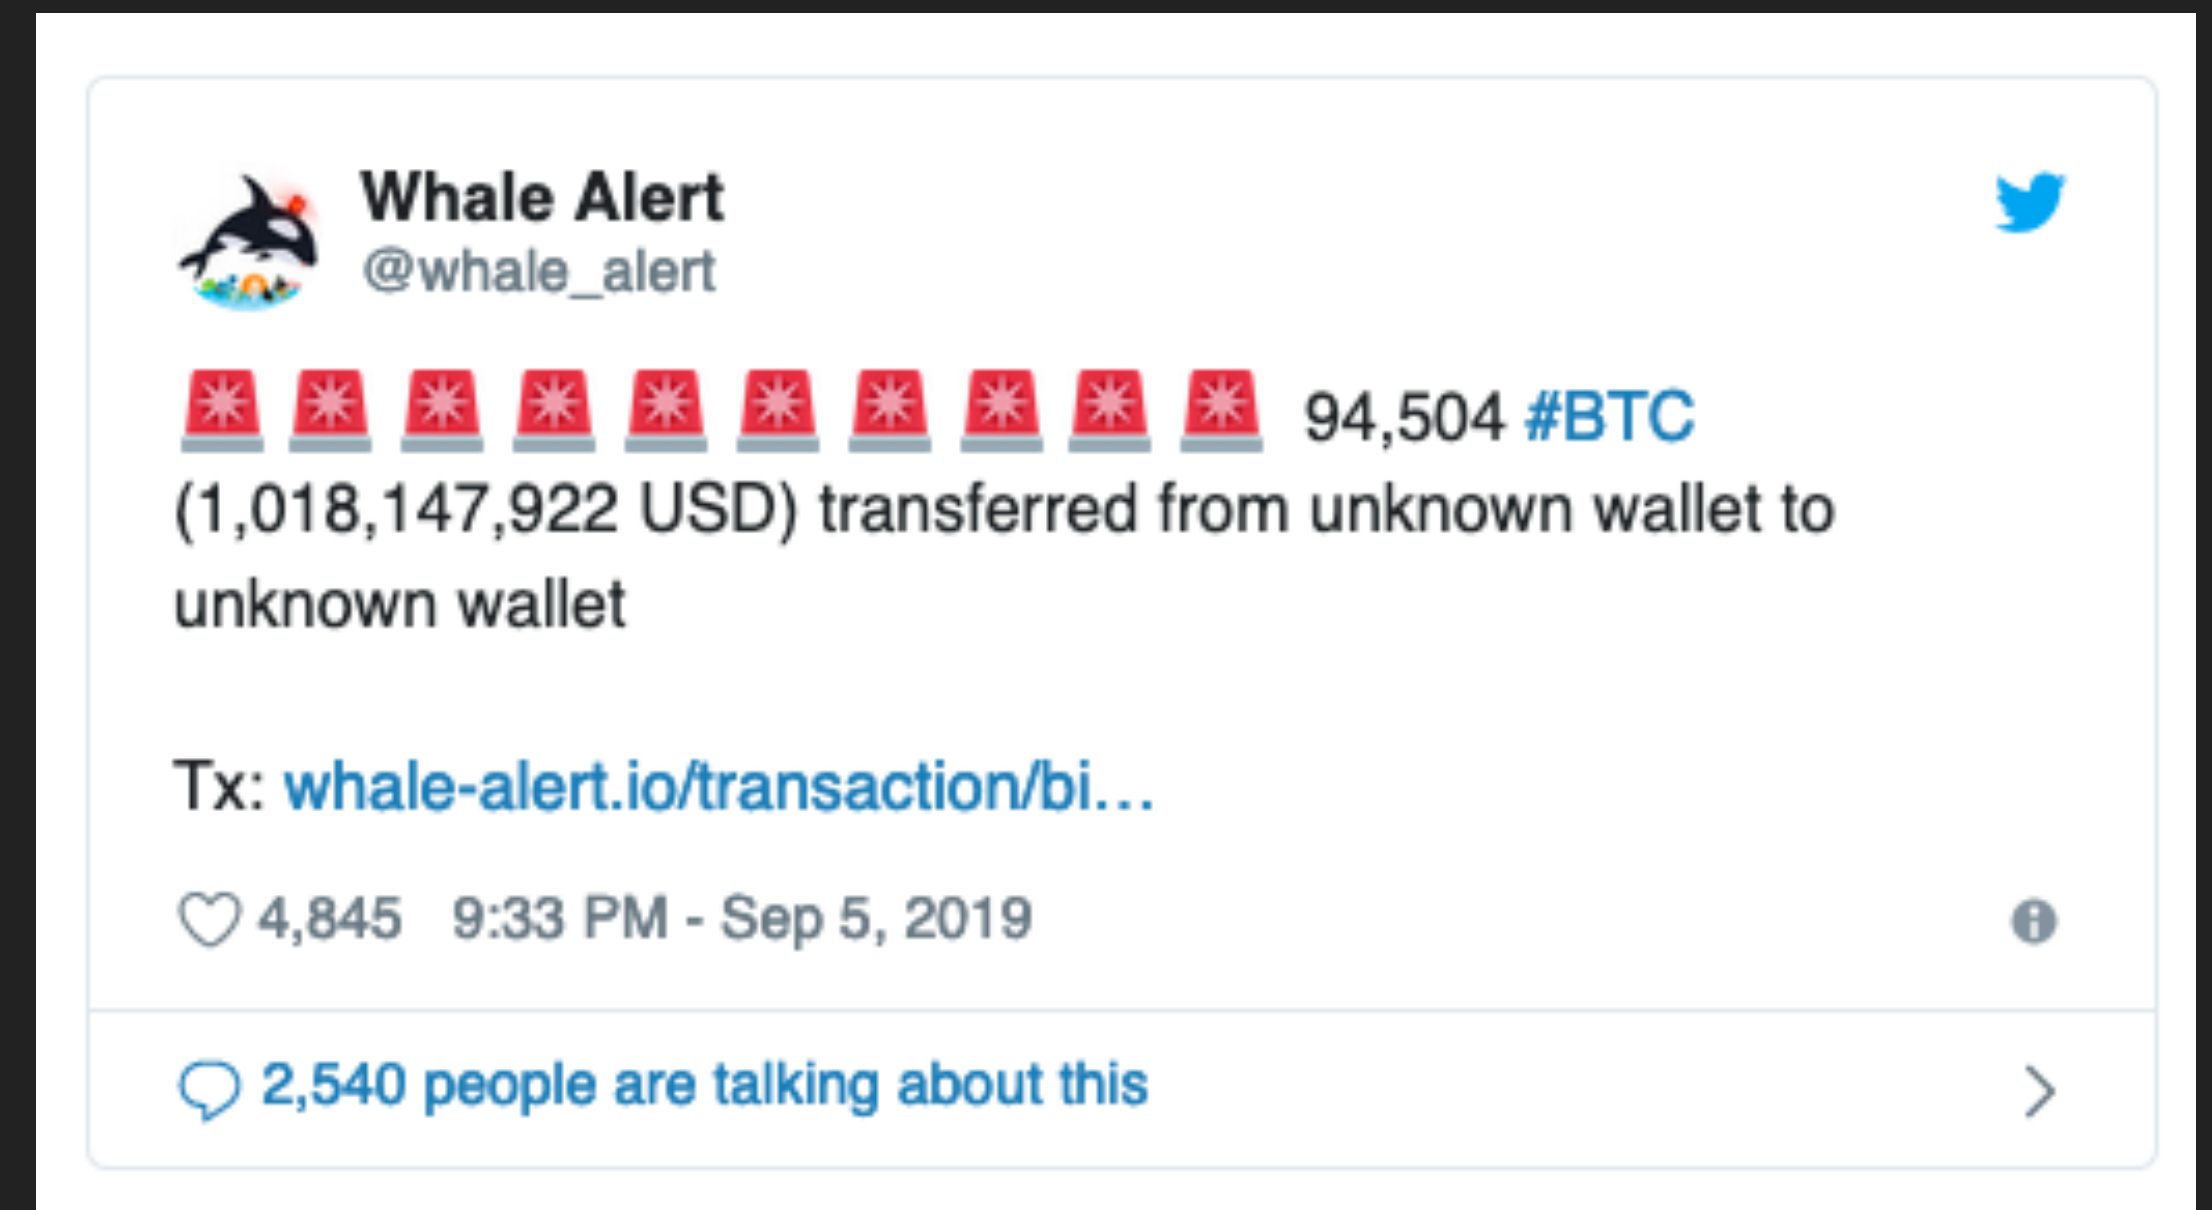 Whale Alert
@whale_alert
🚨🚨🚨🚨🚨🚨🚨🚨🚨🚨 94,504 #BTC
(1,018,147,922 USD) transferred from unknown wallet to
unknown wallet
Tx: whale-alert.io/transaction/bi…
4,845 9:33 PM - Sep 5, 2019
2,540 people are talking about this